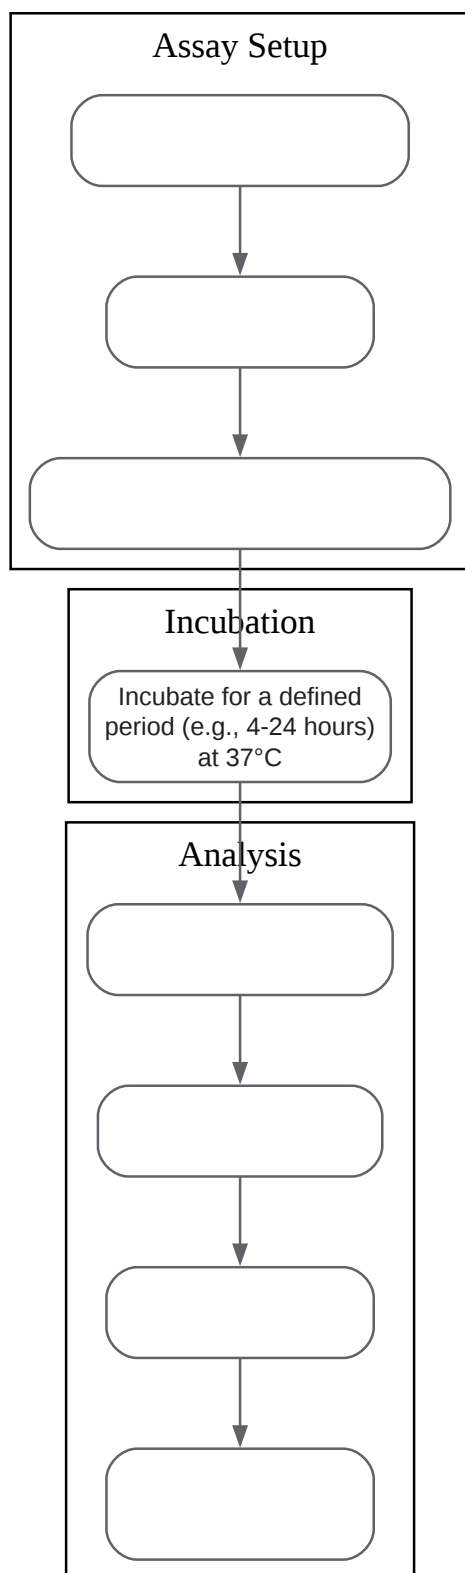 Assay Setup
Incubation
Incubate for a defined
period (e.g., 4-24 hours)
at 37°C
Analysis